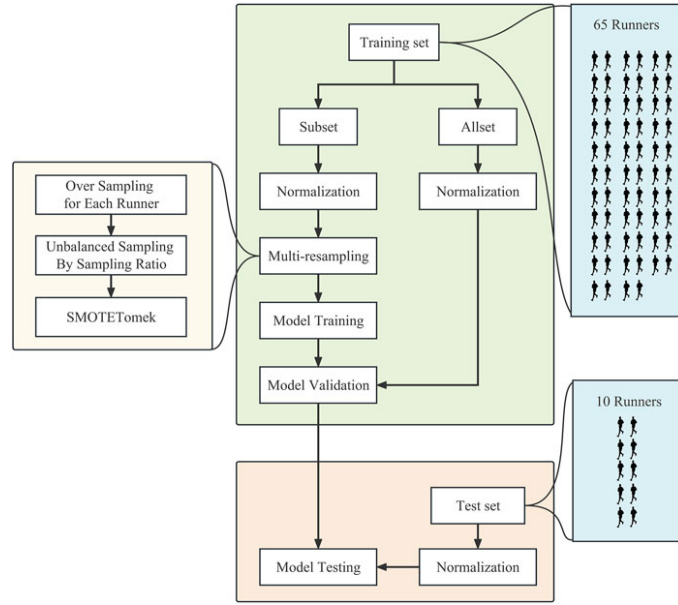 Training set
65 Runners
Subset
Allset
Normalization
Normalization
Over Sampling
for Each Runner
Unbalanced Sampling
By Sampling Ratio
SMOTETomek
Multi-resampling
Model Training
Model Validation
10 Runners
Test set
Model Testing
Normalization